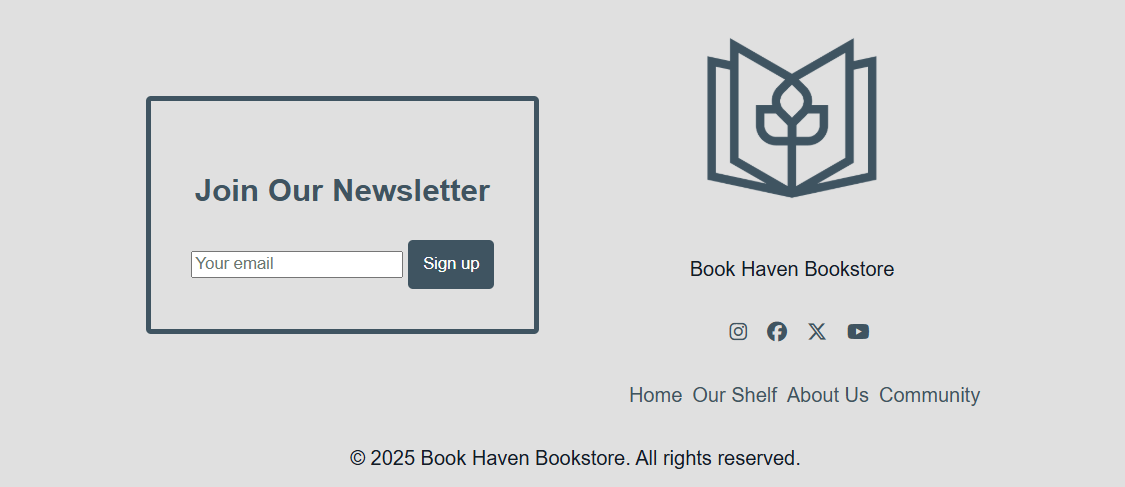 Join Our Newsletter
Your email
Sign up
Book Haven Bookstore
Home Our Shelf About Us Community
© 2025 Book Haven Bookstore. All rights reserved.